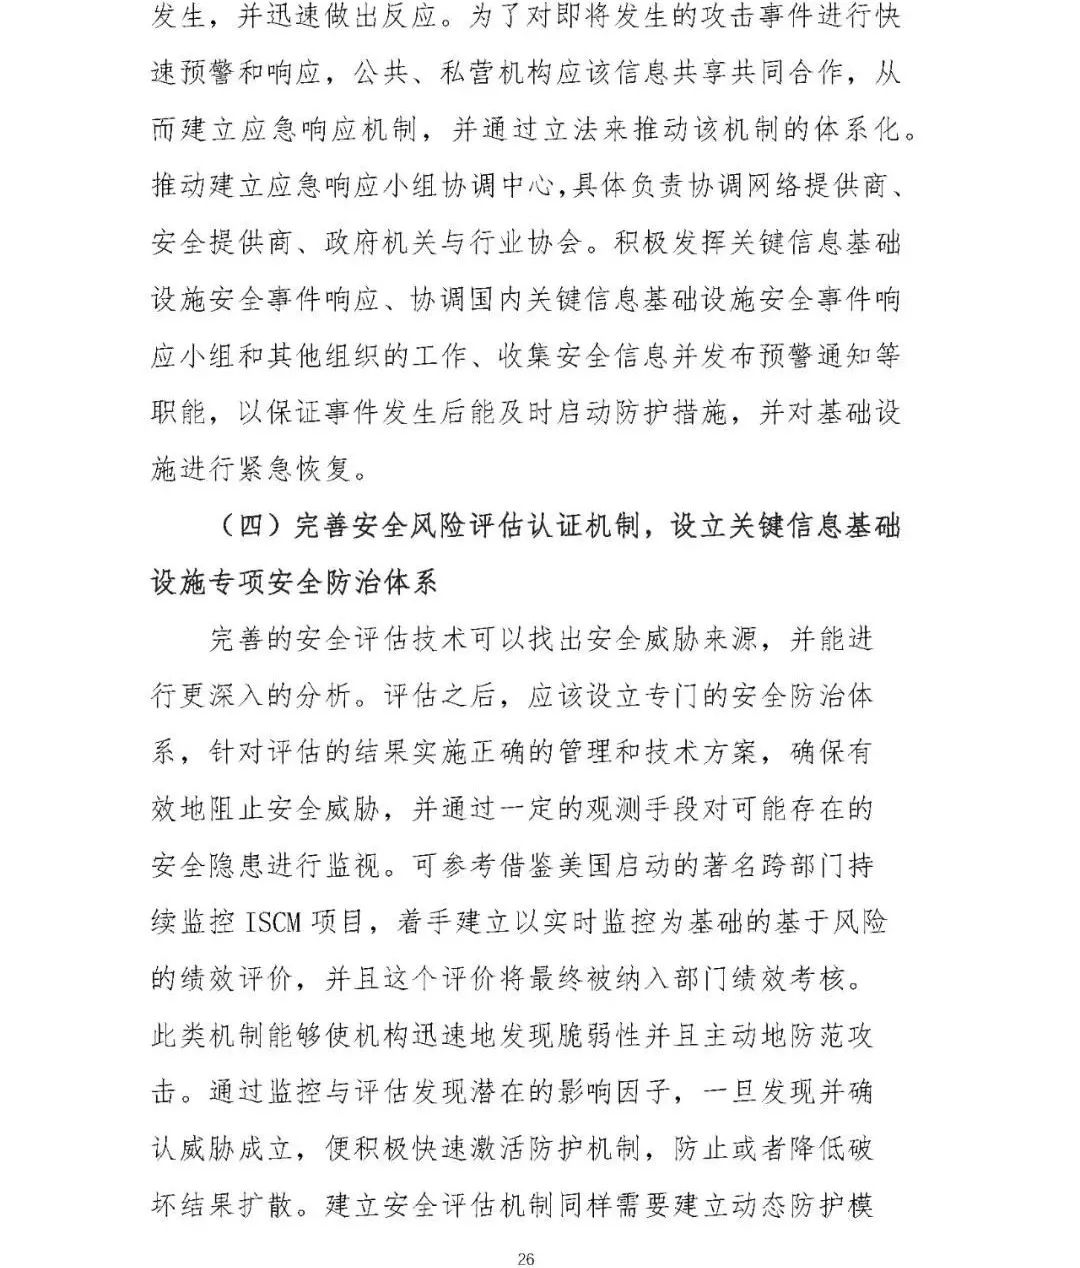 发生，并迅速做出反应。为了对即将发生的攻击事件进行快
速预警和响应，公共、私营机构应该信息共享共同合作，从
而建立应急响应机制，并通过立法来推动该机制的体系化。
推动建立应急响应小组协调中心，具体负责协调网络提供商、
安全提供商、政府机关与行业协会。积极发挥关键信息基础
设施安全事件响应、协调国内关键信息基础设施安全事件响
应小组和其他组织的工作、收集安全信息并发布预警通知等
职能，以保证事件发生后能及时启动防护措施，并对基础设
施进行紧急恢复。
（四）完善安全风险评估认证机制，设立关键信息基础
设施专项安全防治体系
完善的安全评估技术可以找出安全威胁来源，并能进
行更深入的分析。评估之后，应该设立专门的安全防治体
系，针对评估的结果实施正确的管理和技术方案，确保有
效地阻止安全威胁，并通过一定的观测手段对可能存在的
安全隐患进行监视。可参考借鉴美国启动的著名跨部门持
续监控 ISCM 项目，着手建立以实时监控为基础的基于风险
的绩效评价，并且这个评价将最终被纳入部门绩效考核。
此类机制能够使机构迅速地发现脆弱性并且主动地防范攻
击。通过监控与评估发现潜在的影响因子，一旦发现并确
认威胁成立，便积极快速激活防护机制，防止或者降低破
坏结果扩散。建立安全评估机制同样需要建立动态防护模
26